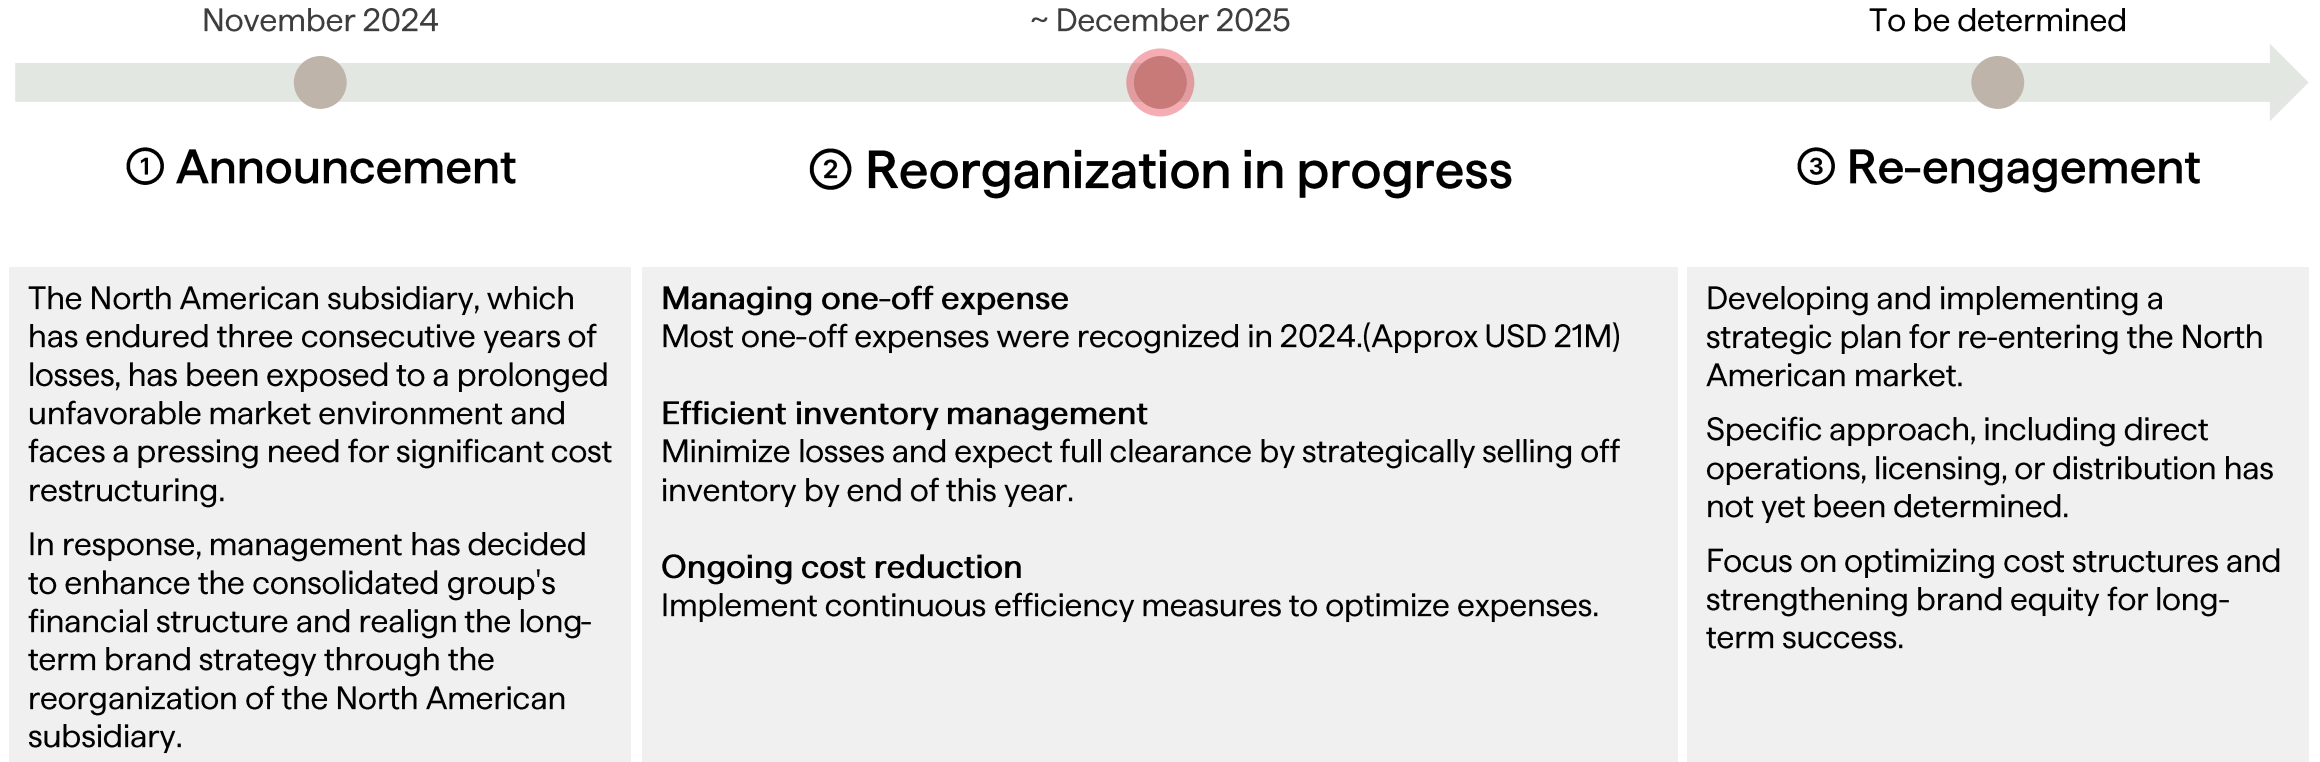 November 2024
~ December 2025
To be determined
① Announcement
② Reorganization in progress
③ Re-engagement
The North American subsidiary, which
has endured three consecutive years of
losses, has been exposed to a prolonged
unfavorable market environment and
faces a pressing need for significant cost
restructuring.
In response, management has decided
to enhance the consolidated group's
financial structure and realign the long-
term brand strategy through the
reorganization of the North American
subsidiary.
Managing one-off expense
Most one-off expenses were recognized in 2024.(Approx USD 21M)
Efficient inventory management
Minimize losses and expect full clearance by strategically selling off
inventory by end of this year.
Ongoing cost reduction
Implement continuous efficiency measures to optimize expenses.
Developing and implementing a
strategic plan for re-entering the North
American market.
Specific approach, including direct
operations, licensing, or distribution has
not yet been determined.
Focus on optimizing cost structures and
strengthening brand equity for long-
term success.